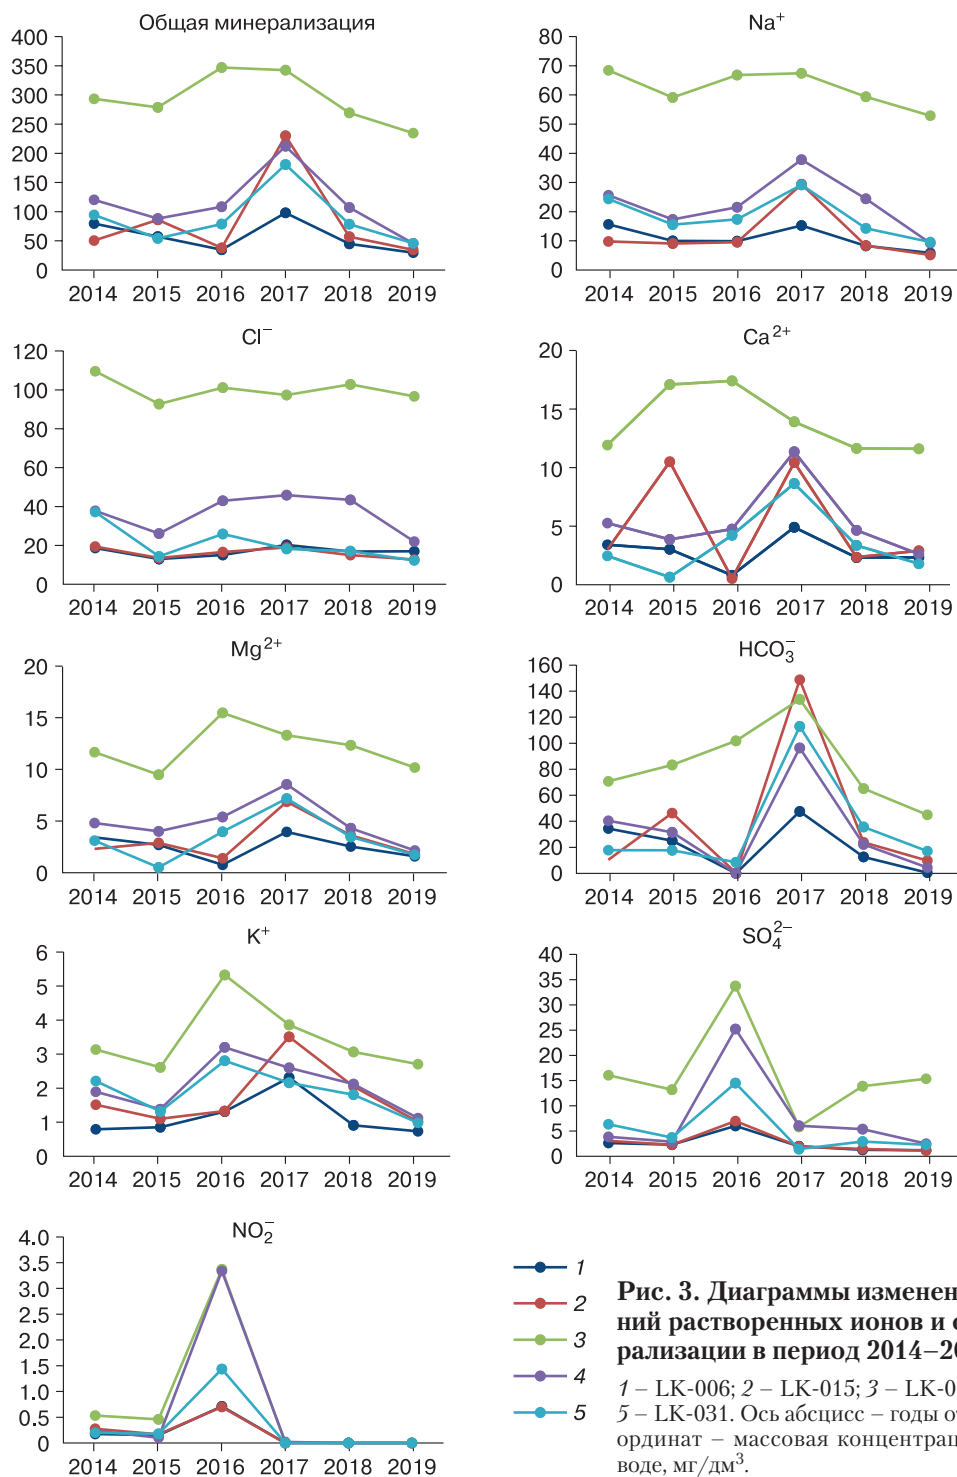 Общая минерализация
400
350
300
250
200
150
100
50
0
2014 2015 2016 2017 2018 2019
Na⁺
80
70
60
50
40
30
20
10
0
2014 2015 2016 2017 2018 2019
Cl⁻
120
100
80
60
40
20
0
2014 2015 2016 2017 2018 2019
Ca²⁺
20
15
10
5
0
2014 2015 2016 2017 2018 2019
Mg²⁺
20
15
10
5
0
2014 2015 2016 2017 2018 2019
HCO₃⁻
160
140
120
100
80
60
40
20
0
2014 2015 2016 2017 2018 2019
K⁺
6
5
4
3
2
1
0
2014 2015 2016 2017 2018 2019
SO₄²⁻
40
35
30
25
20
15
10
5
0
2014 2015 2016 2017 2018 2019
NO₂⁻
4.0
3.5
3.0
2.5
2.0
1.5
1.0
0.5
0
2014 2015 2016 2017 2018 2019
1
2
3
4
5
Рис. 3. Диаграммы изменен
ний растворенных ионов и
рализации в период 2014–20
1 – LK-006; 2 – LK-015; 3 – LK-0
5 – LK-031. Ось абсцисс – годы
ординат – массовая концентрац
воде, мг/дм³.